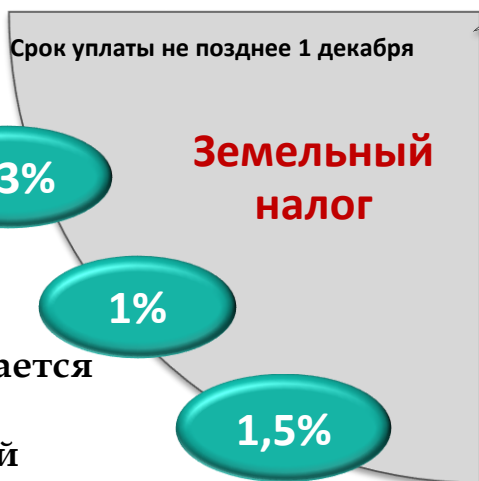 Срок уплаты не позднее 1 декабря
Земельный
налог
3%
1%
ается
1,5%
й